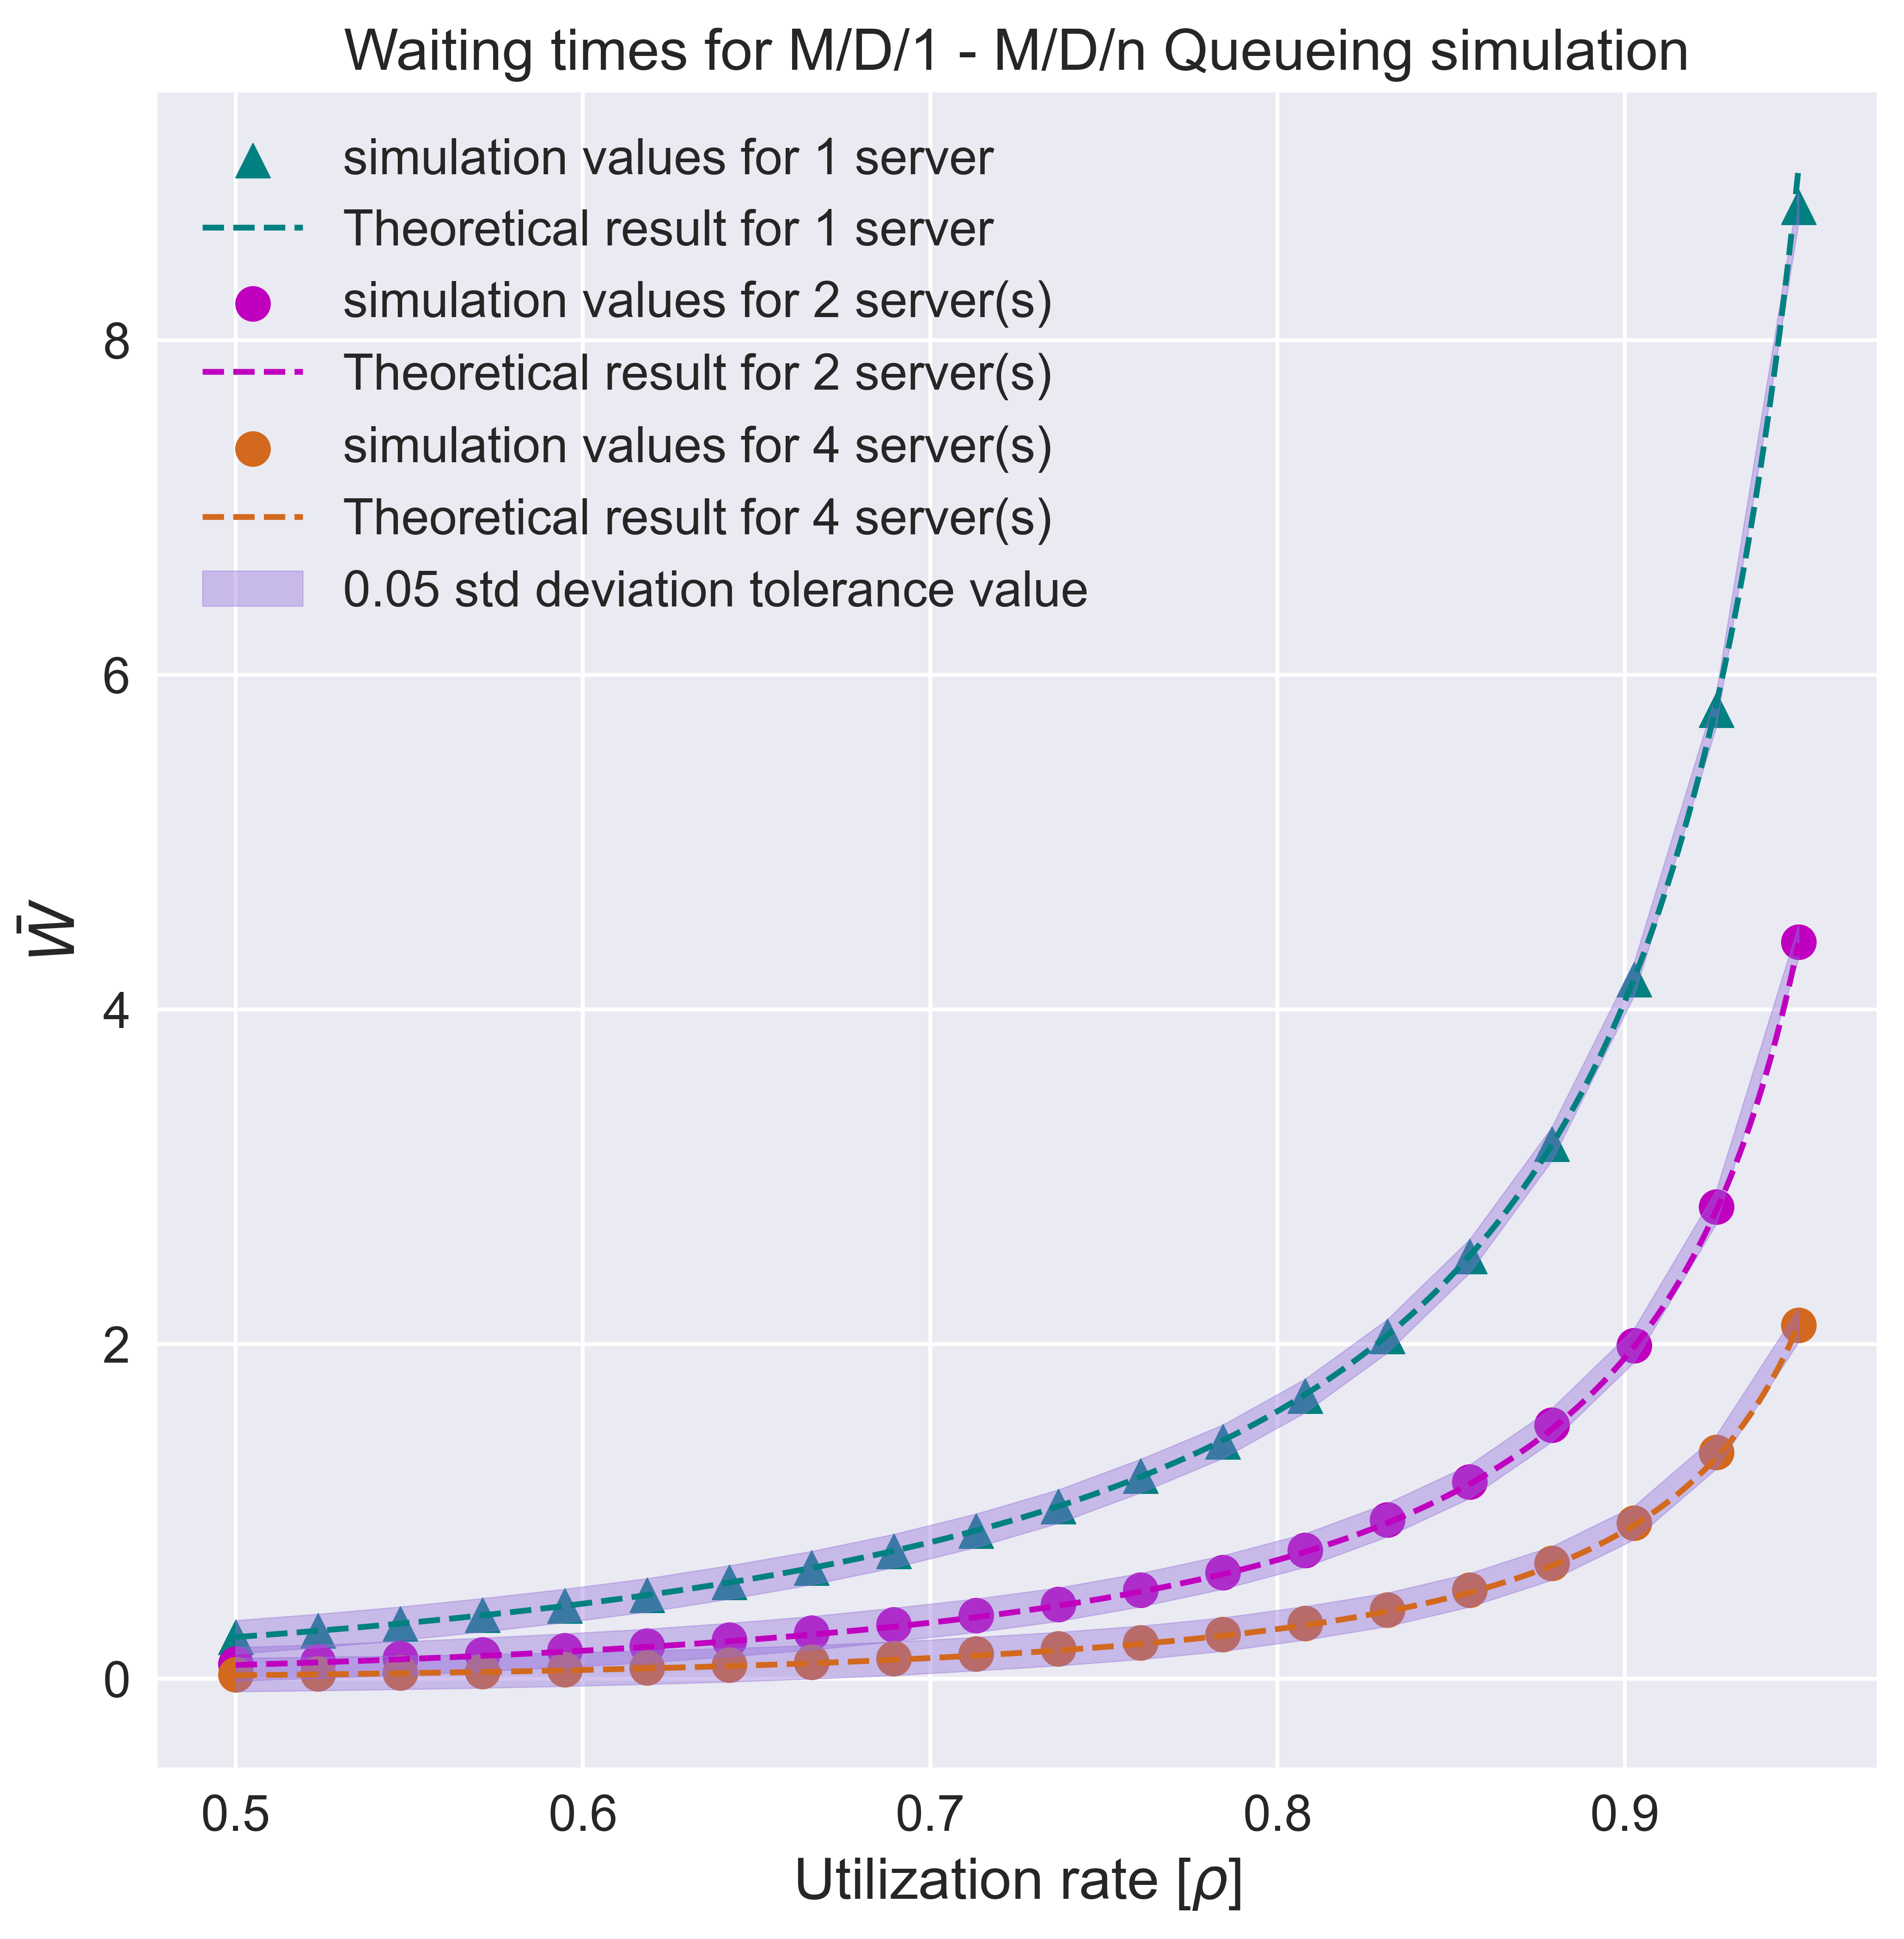 Waiting times for M/D/1 - M/D/n Queueing simulation
simulation values for 1 server
Theoretical result for 1 server
simulation values for 2 server(s)
Theoretical result for 2 server(s)
simulation values for 4 server(s)
Theoretical result for 4 server(s)
0.05 std deviation tolerance value
8
6
4
2
0
W̄
0.5 0.6 0.7 0.8 0.9
Utilization rate [ρ]